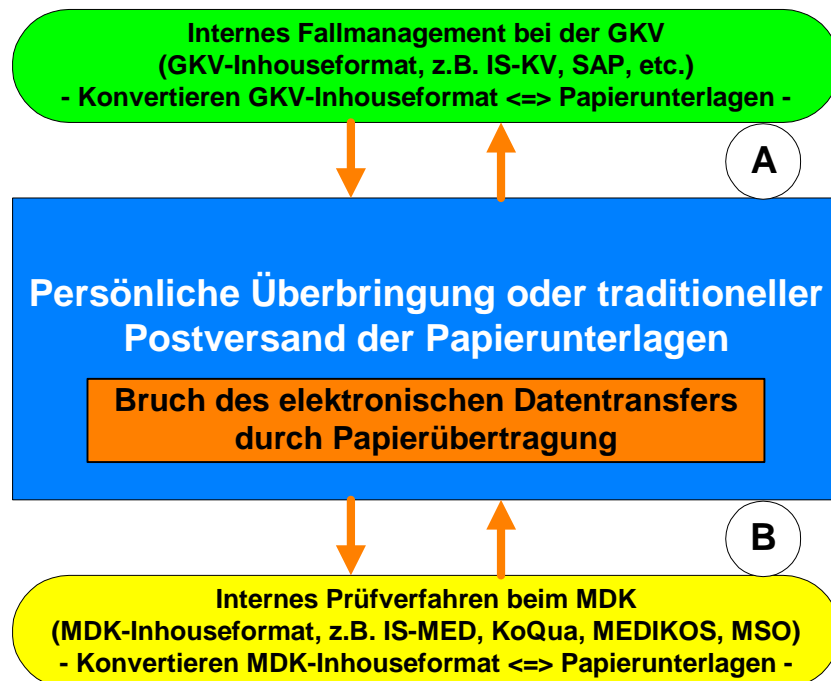 Internes Fallmanagement bei der GKV
(GKV-Inhouseformat, z.B. IS-KV, SAP, etc.)
- Konvertieren GKV-Inhouseformat <=> Papierunterlagen -
A
Persönliche Überbringung oder traditioneller
Postversand der Papierunterlagen
Bruch des elektronischen Datentransfers
durch Papierübertragung
B
Internes Prüfverfahren beim MDK
(MDK-Inhouseformat, z.B. IS-MED, KoQua, MEDIKOS, MSO)
- Konvertieren MDK-Inhouseformat <=> Papierunterlagen -